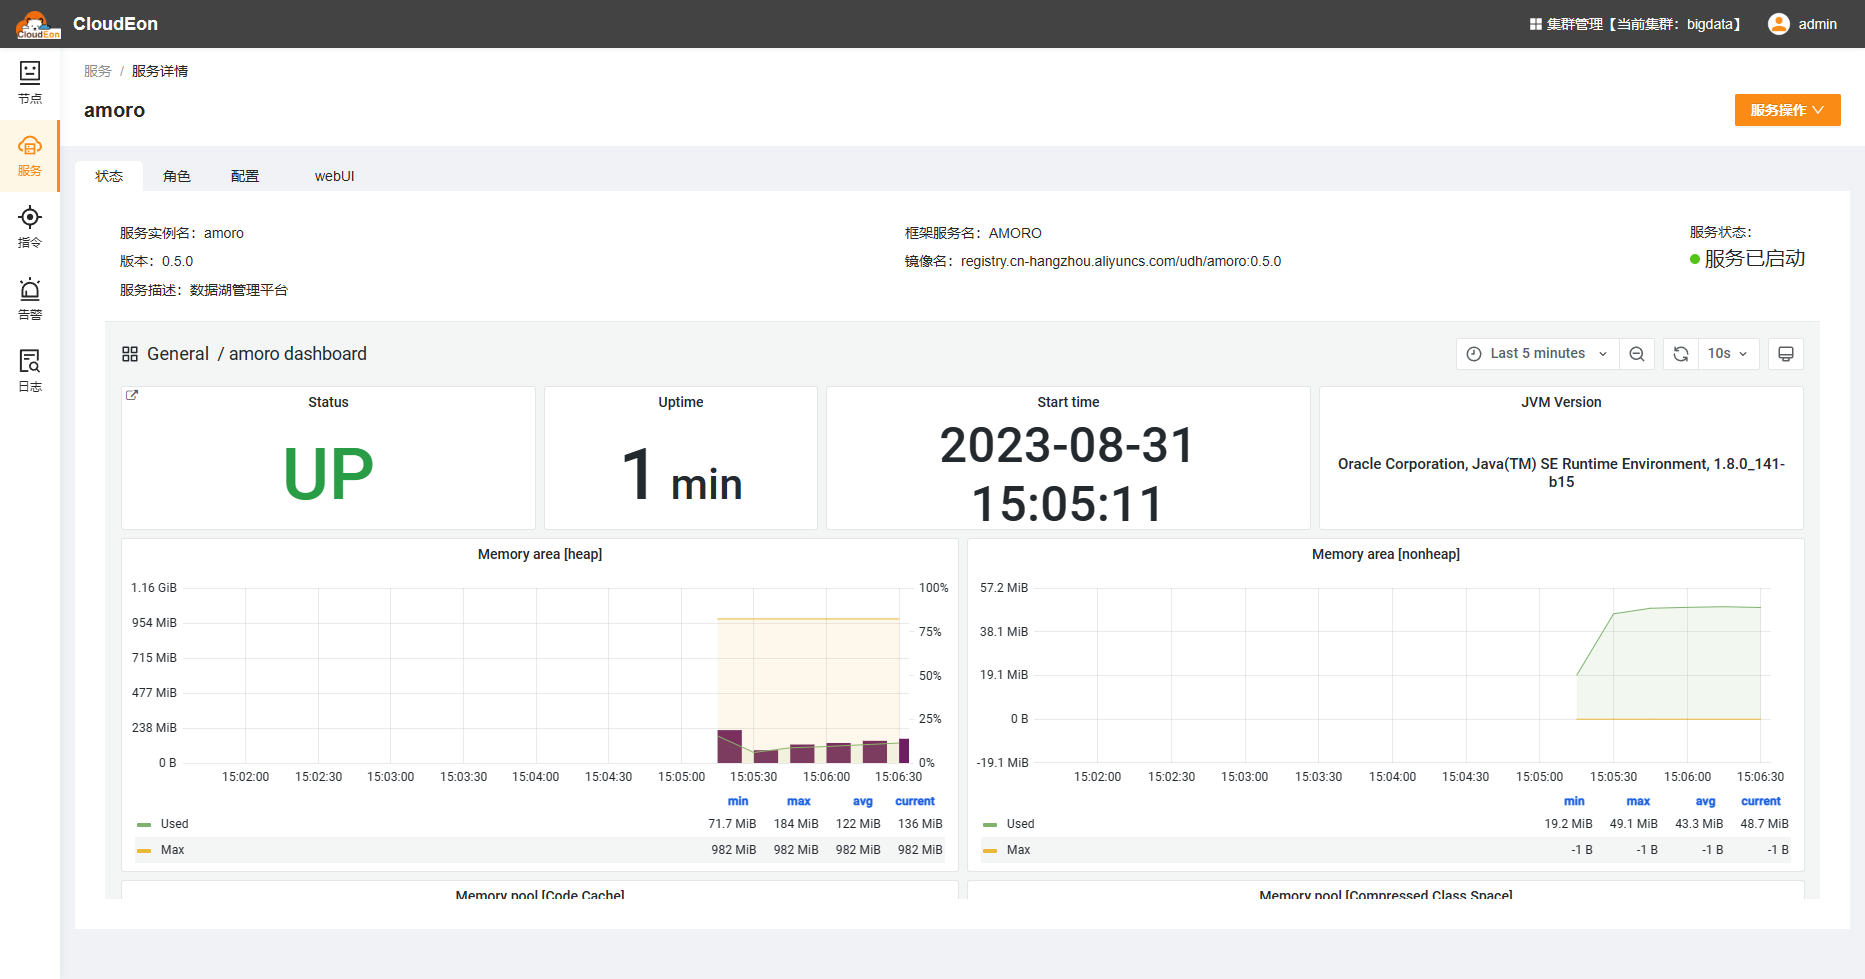 CloudEon
CloudEon
集群管理【当前集群：bigdata】
admin
节点
服务
指令
告警
日志
服务 / 服务详情
amoro
服务操作
状态 角色 配置 webUI
服务实例名：amoro
框架服务名：AMORO
服务状态：
版本：0.5.0
镜像名：registry.cn-hangzhou.aliyuncs.com/udh/amoro:0.5.0
服务已启动
服务描述：数据湖管理平台
General / amoro dashboard
Last 5 minutes
10s
Status
UP
Uptime
1 min
Start time
2023-08-31
15:05:11
JVM Version
Oracle Corporation, Java(TM) SE Runtime Environment, 1.8.0_141-
b15
Memory area [heap]
1.16 GiB
954 MiB
715 MiB
477 MiB
238 MiB
0 B
100%
75%
50%
25%
0%
15:02:00 15:02:30 15:03:00 15:03:30 15:04:00 15:04:30 15:05:00 15:05:30 15:06:00 15:06:30
min max avg current
Used 71.7 MiB 184 MiB 122 MiB 136 MiB
Max 982 MiB 982 MiB 982 MiB 982 MiB
Memory area [nonheap]
57.2 MiB
38.1 MiB
19.1 MiB
0 B
-19.1 MiB
15:02:00 15:02:30 15:03:00 15:03:30 15:04:00 15:04:30 15:05:00 15:05:30 15:06:00 15:06:30
min max avg current
Used 19.2 MiB 49.1 MiB 43.3 MiB 48.7 MiB
Max -1 B -1 B -1 B -1 B
Memory pool [Code Cache]
Memory pool [Compressed Class Space]